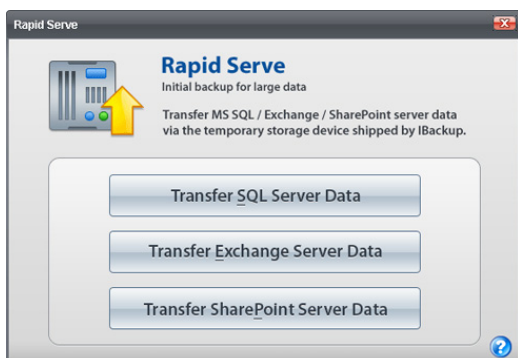 Rapid Serve
Rapid Serve
Initial backup for large data
Transfer MS SQL / Exchange / SharePoint server data
via the temporary storage device shipped by IBackup.
Transfer SQL Server Data
Transfer Exchange Server Data
Transfer SharePoint Server Data
?